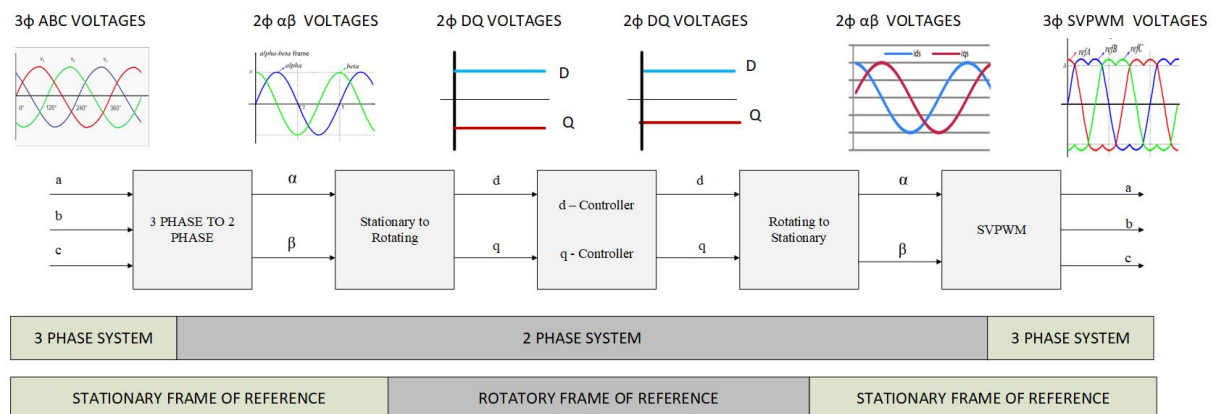 3ϕ ABC VOLTAGES
2ϕ αβ VOLTAGES
2ϕ DQ VOLTAGES
2ϕ DQ VOLTAGES
2ϕ αβ VOLTAGES
3ϕ SVPWM VOLTAGES
V₁ V₂ V₃
0° 120° 240° 360°
alpha-beta frame
alpha
beta
D
Q
D
Q
ids iqs
refA refB refC
a
b
c
3 PHASE TO 2
PHASE
α
β
Stationary to
Rotating
d
q
d – Controller
q - Controller
d
q
Rotating to
Stationary
α
β
SVPWM
a
b
c
3 PHASE SYSTEM
2 PHASE SYSTEM
3 PHASE SYSTEM
STATIONARY FRAME OF REFERENCE
ROTATORY FRAME OF REFERENCE
STATIONARY FRAME OF REFERENCE